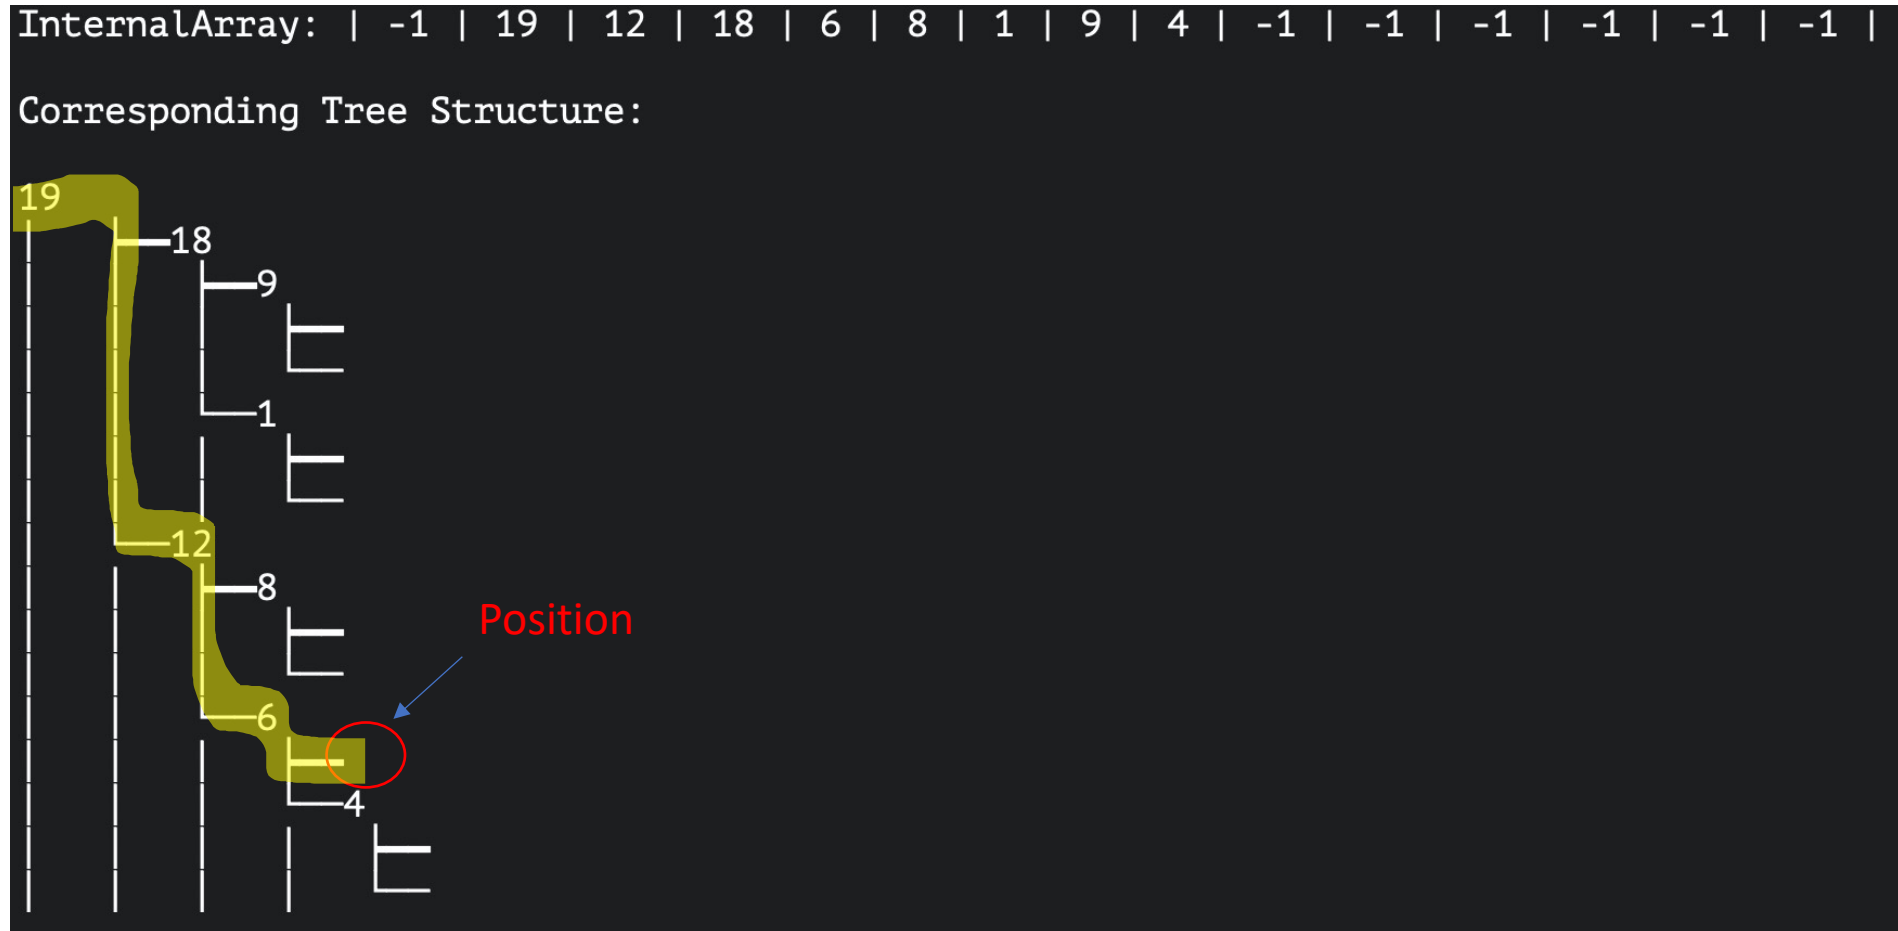 InternalArray: | -1 | 19 | 12 | 18 | 6 | 8 | 1 | 9 | 4 | -1 | -1 | -1 | -1 | -1 | -1 |
Corresponding Tree Structure:
19
18
9
1
12
8
Position
6
4